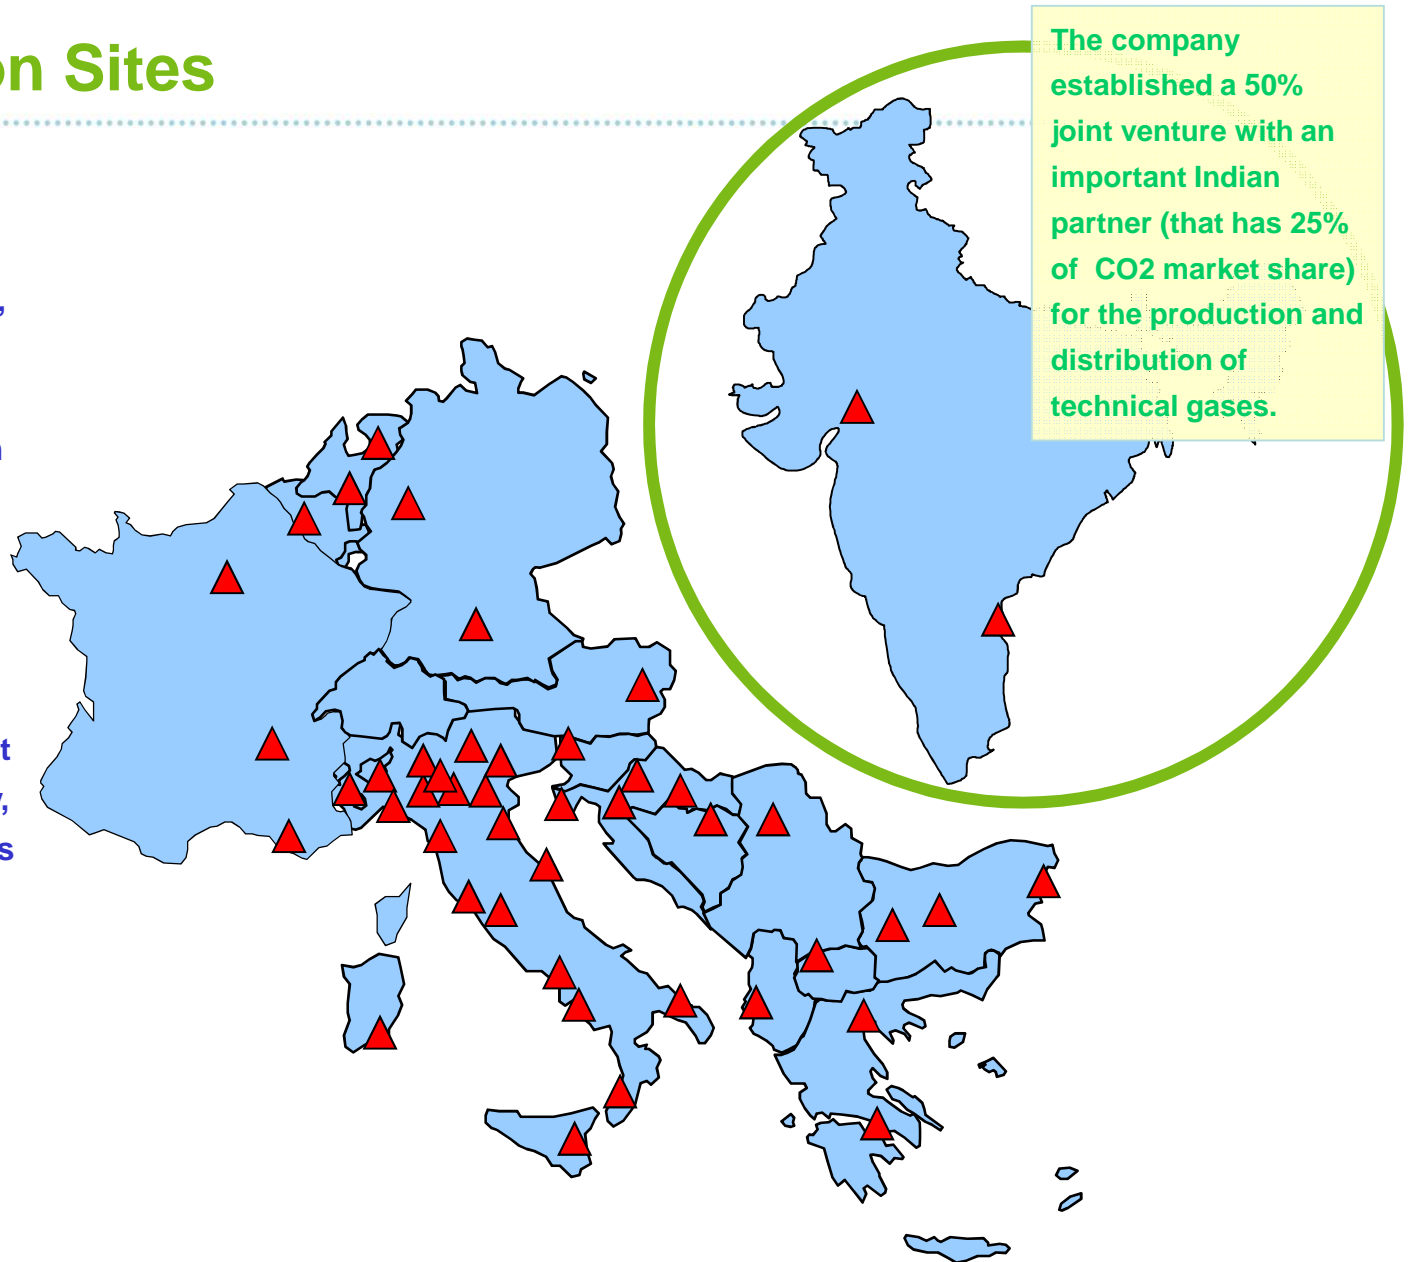 on Sites
The company
established a 50%
joint venture with an
important Indian
partner (that has 25%
of CO2 market share)
for the production and
distribution of
technical gases.
,
n
t
,
s